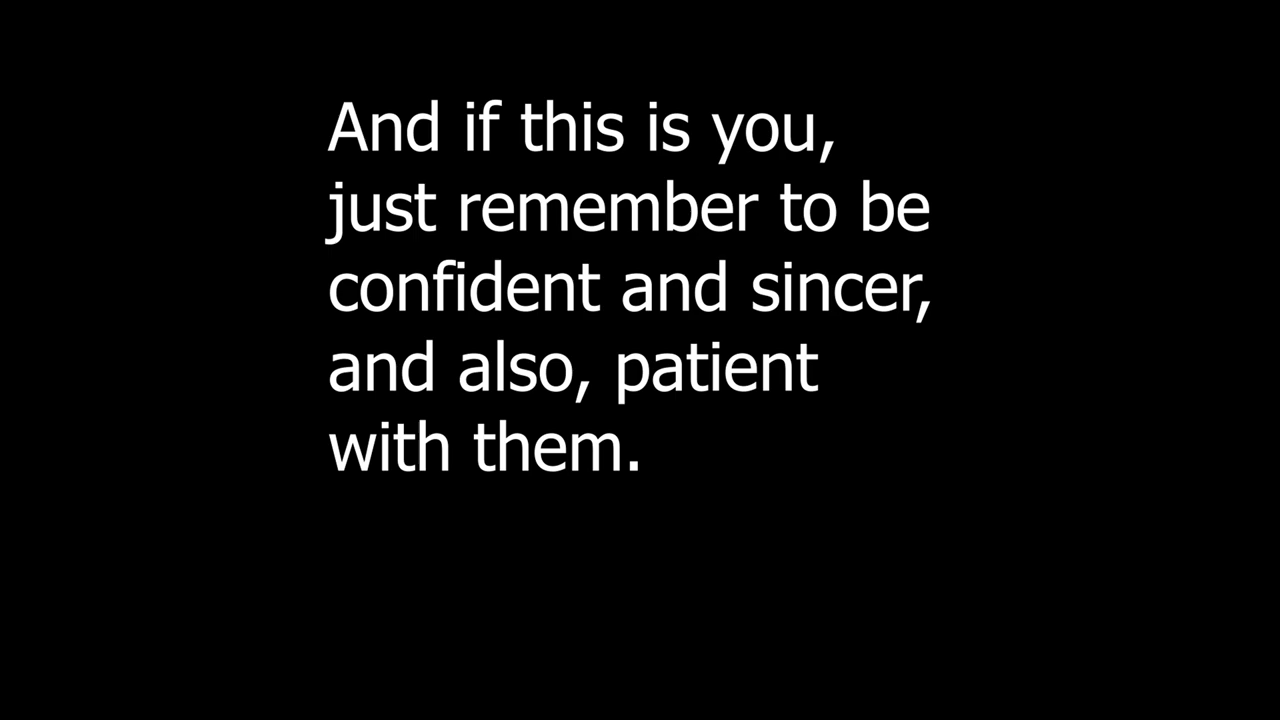 And if this is you,
just remember to be
confident and sincer,
and also, patient
with them.